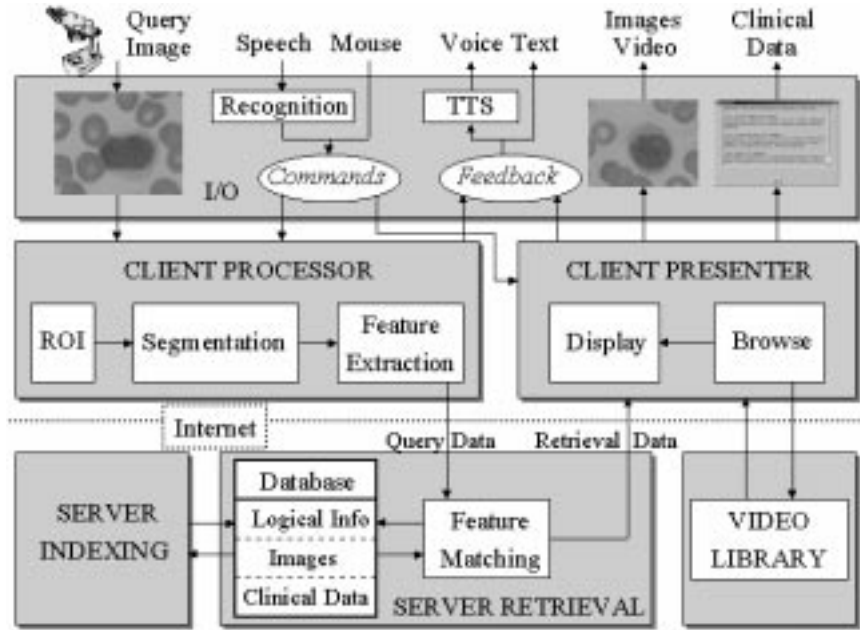 Query
Image
Speech Mouse
Voice Text
Images
Video
Clinical
Data
Recognition
TTS
I/O
Commands
Feedback
CLIENT PROCESSOR
CLIENT PRESENTER
ROI
Segmentation
Feature
Extraction
Display
Browse
Internet
Query Data
Retrieval Data
SERVER
INDEXING
Database
Logical Info
Images
Clinical Data
Feature
Matching
SERVER RETRIEVAL
VIDEO
LIBRARY